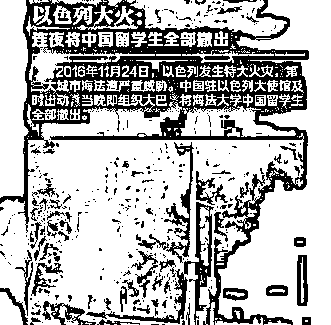 以色列大火:
连夜将中国留学生全部撤出
2016年11月24日，以色列发生特大火灾，第
三大城市海法遭严重威胁。中国驻以色列大使馆及
时出动，当晚即组织大巴，将海法大学中国留学生
全部撤出。